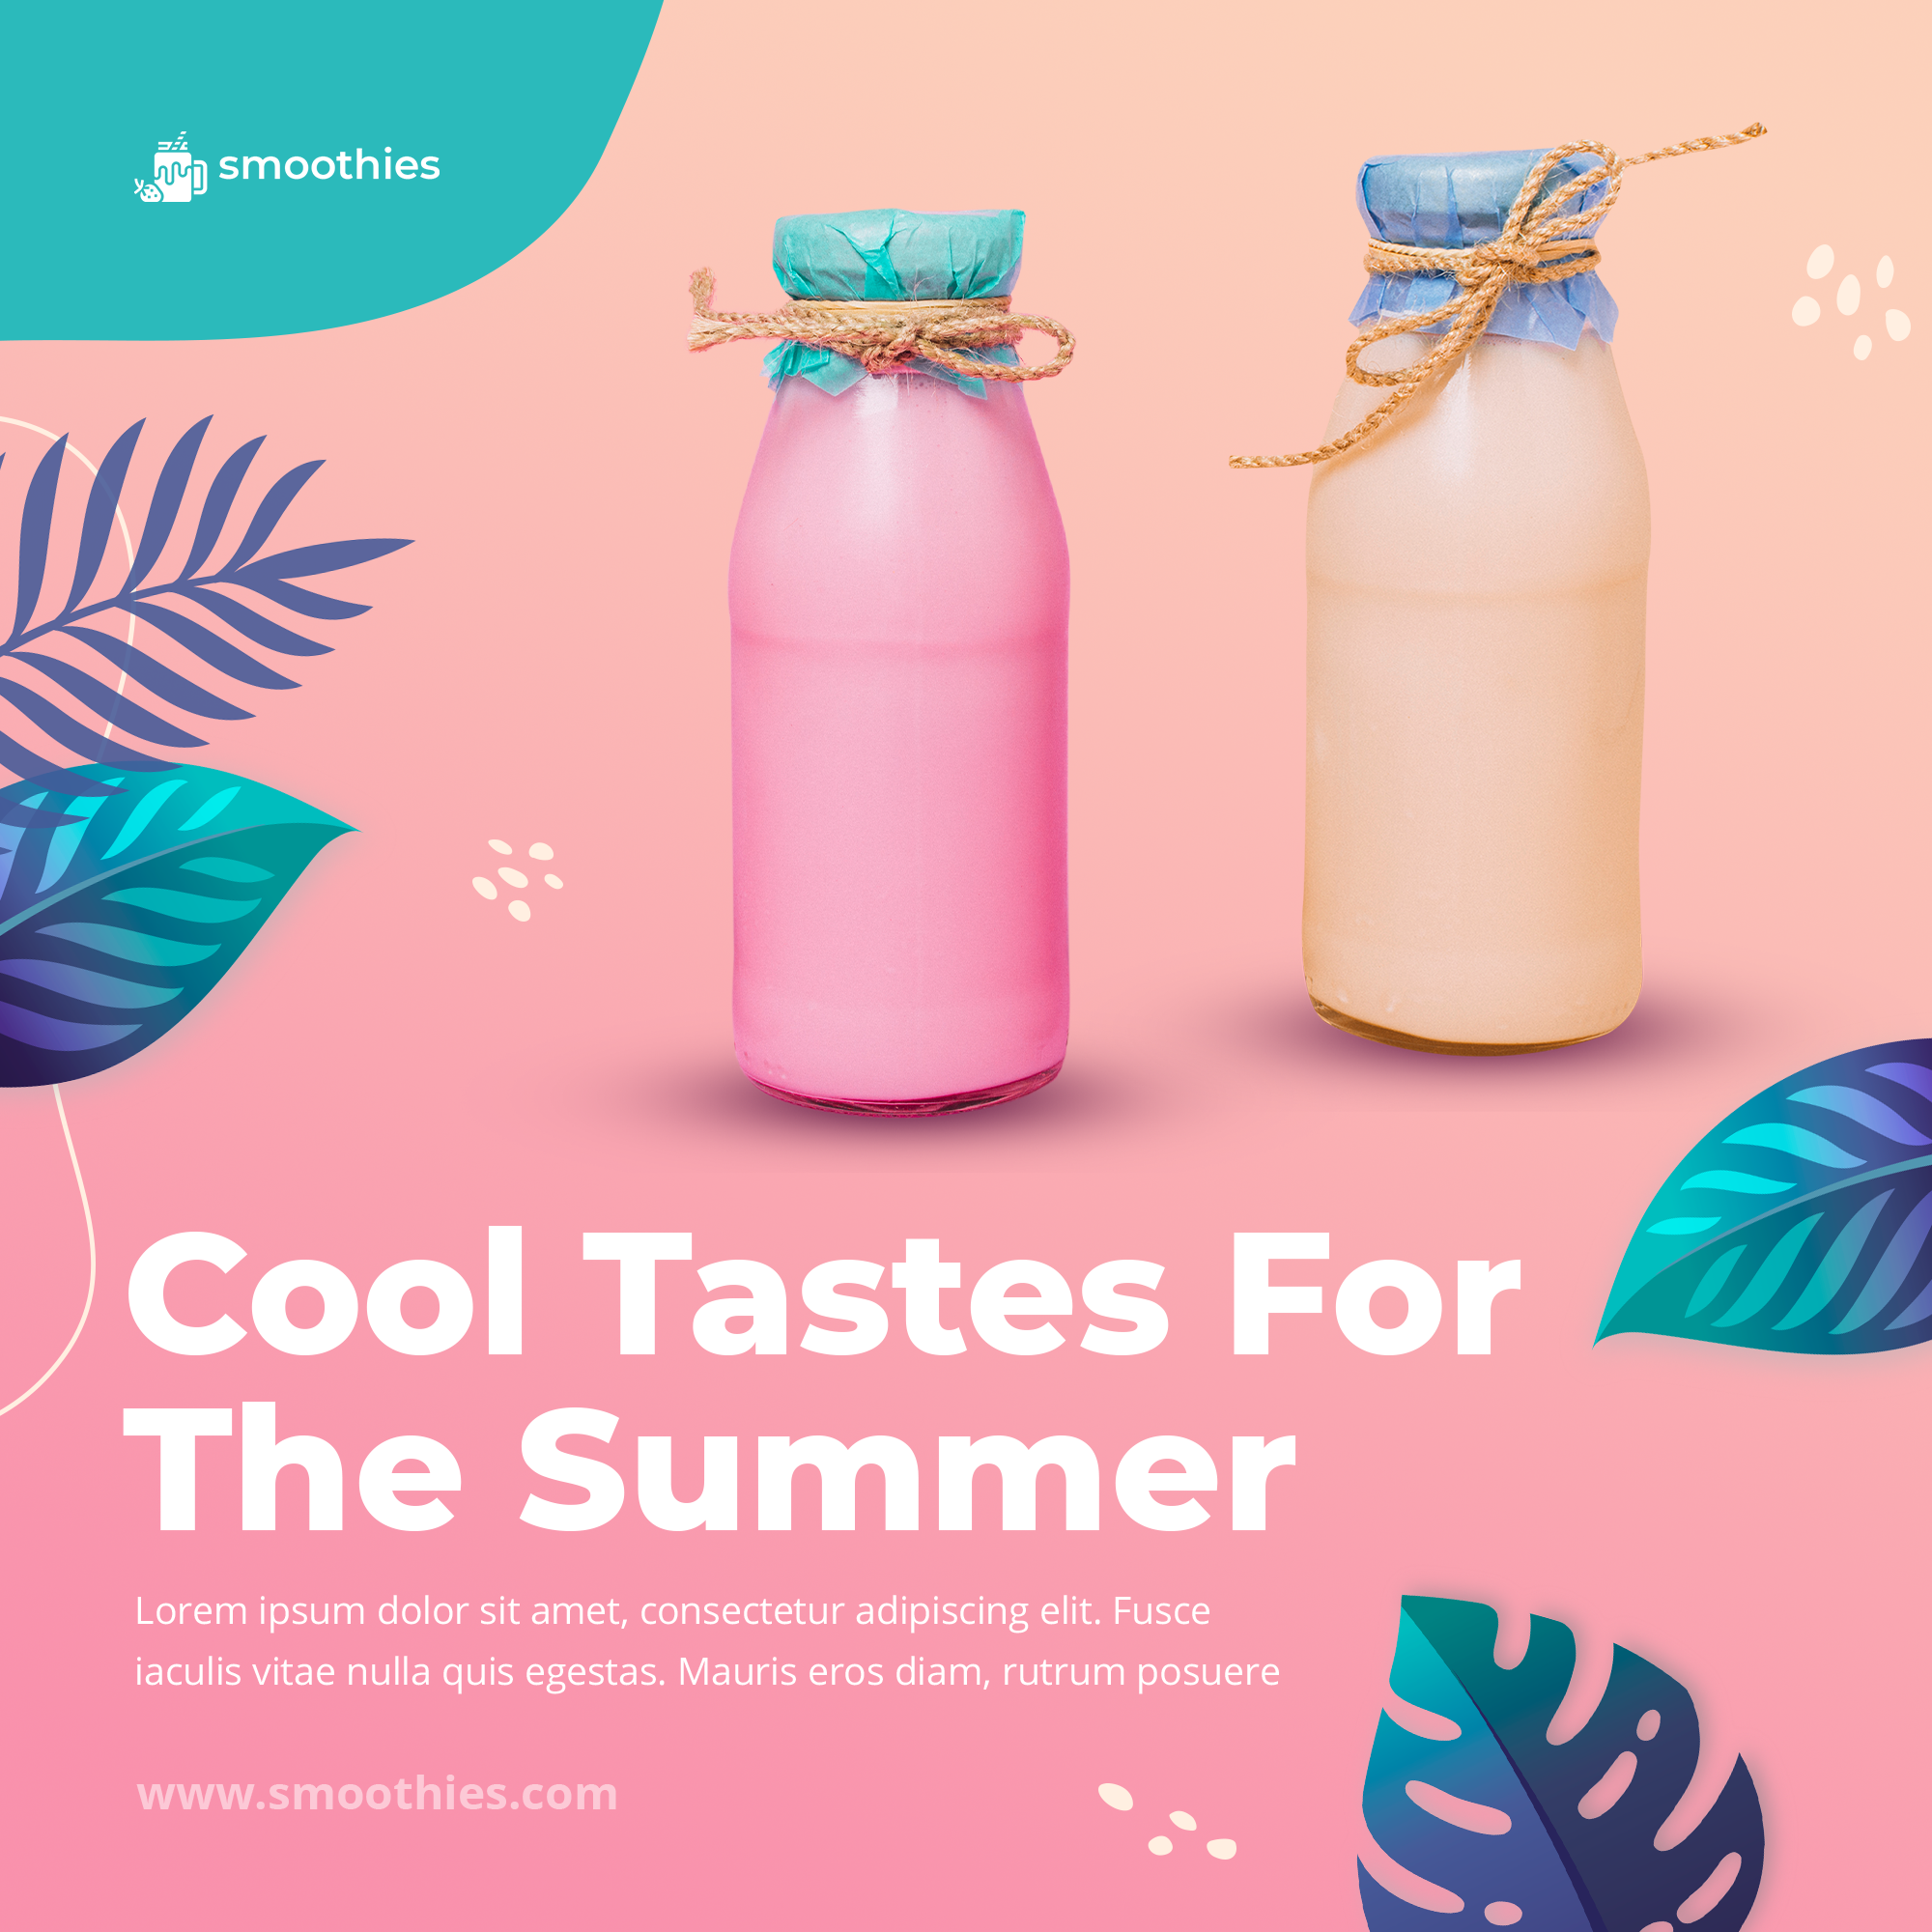 smoothies
Cool Tastes For
The Summer
Lorem ipsum dolor sit amet, consectetur adipiscing elit. Fusce
iaculis vitae nulla quis egestas. Mauris eros diam, rutrum posuere
www.smoothies.com